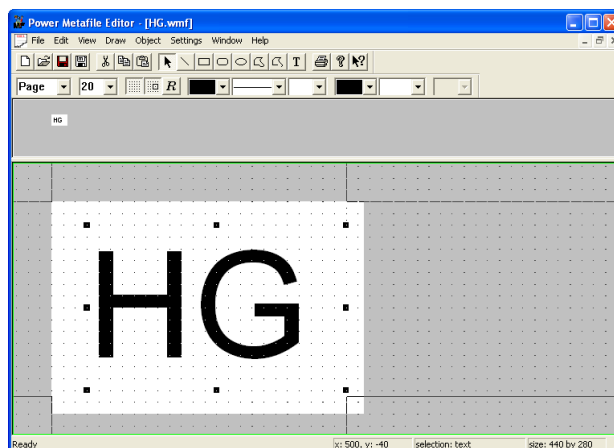 Power Metafile Editor - [HG.wmf]
File Edit View Draw Object Settings Window Help
T ? ?
Page 20 R
HG
HG
Ready x: 500, y: -40 selection: text size: 440 by 280